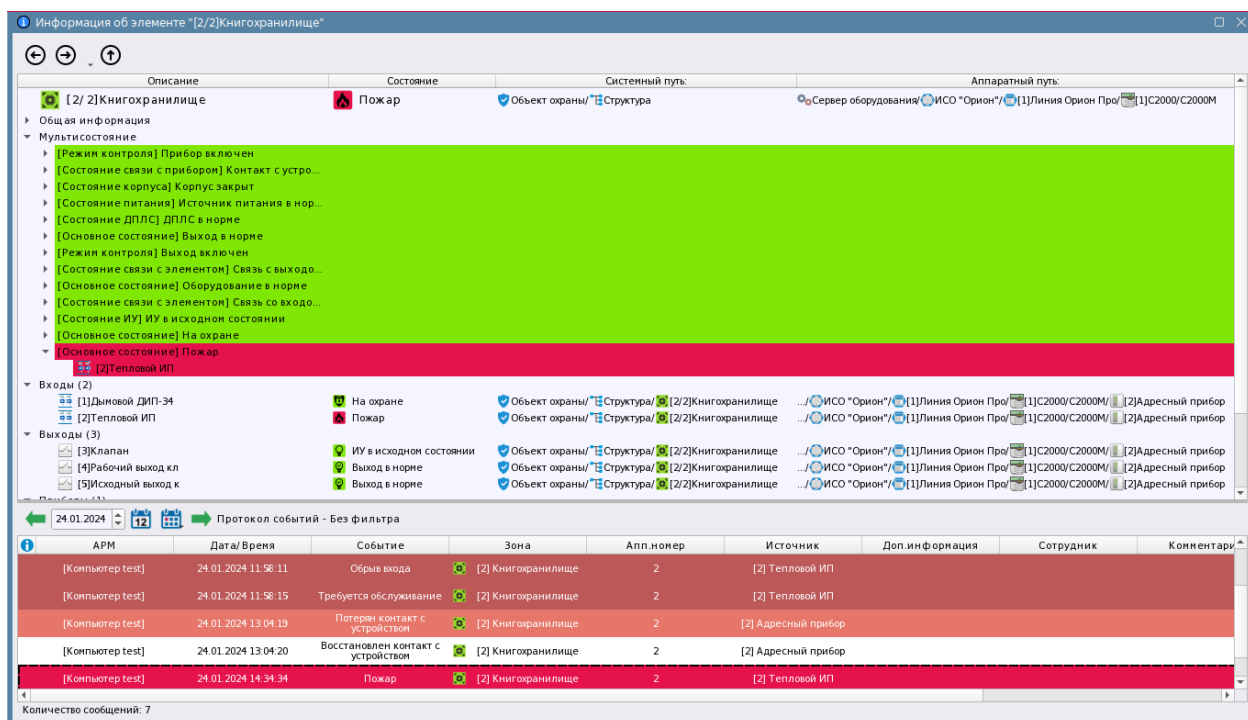 Информация об элементе "[2/2]Книгохранилище"
Описание Состояние Системный путь: Аппаратный путь:
[2/2]Книгохранилище Пожар Объект охраны/Структура Сервер оборудования/ИСО "Орион"/[1]Линия Орион Про/[1]С2000/С2000М
Общая информация
Мультисостояние
[Режим контроля] Прибор включен
[Состояние связи с прибором] Контакт с устро...
[Состояние корпуса] Корпус закрыт
[Состояние питания] Источник питания в нор...
[Состояние ДПЛС] ДПЛС в норме
[Основное состояние] Выход в норме
[Режим контроля] Выход включен
[Состояние связи с элементом] Связь с выходо...
[Основное состояние] Оборудование в норме
[Состояние связи с элементом] Связь со входо...
[Состояние ИУ] ИУ в исходном состоянии
[Основное состояние] На охране
[Основное состояние] Пожар
[2]Тепловой ИП
Входы (2)
[1]Дымовой ДИП-34 На охране Объект охраны/Структура/[2/2]Книгохранилище .../ИСО "Орион"/[1]Линия Орион Про/[1]С2000/С2000М/[2]Адресный прибор
[2]Тепловой ИП Пожар Объект охраны/Структура/[2/2]Книгохранилище .../ИСО "Орион"/[1]Линия Орион Про/[1]С2000/С2000М/[2]Адресный прибор
Выходы (3)
[3]Клапан ИУ в исходном состоянии Объект охраны/Структура/[2/2]Книгохранилище .../ИСО "Орион"/[1]Линия Орион Про/[1]С2000/С2000М/[2]Адресный прибор
[4]Рабочий выход кл Выход в норме Объект охраны/Структура/[2/2]Книгохранилище .../ИСО "Орион"/[1]Линия Орион Про/[1]С2000/С2000М/[2]Адресный прибор
[5]Исходный выход к Выход в норме Объект охраны/Структура/[2/2]Книгохранилище .../ИСО "Орион"/[1]Линия Орион Про/[1]С2000/С2000М/[2]Адресный прибор
Приборы (1)
24.01.2024 12 Протокол событий - Без фильтра
АРМ Дата/Время Событие Зона Апп.номер Источник Доп.информация Сотрудник Комментари
[Компьютер test] 24.01.2024 11:58:11 Обрыв входа [2] Книгохранилище 2 [2] Тепловой ИП
[Компьютер test] 24.01.2024 11:58:15 Требуется обслуживание [2] Книгохранилище 2 [2] Тепловой ИП
[Компьютер test] 24.01.2024 13:04:19 Потерян контакт с устройством [2] Книгохранилище 2 [2] Адресный прибор
[Компьютер test] 24.01.2024 13:04:20 Восстановлен контакт с устройством [2] Книгохранилище 2 [2] Адресный прибор
[Компьютер test] 24.01.2024 14:34:34 Пожар [2] Книгохранилище 2 [2] Тепловой ИП
Количество сообщений: 7